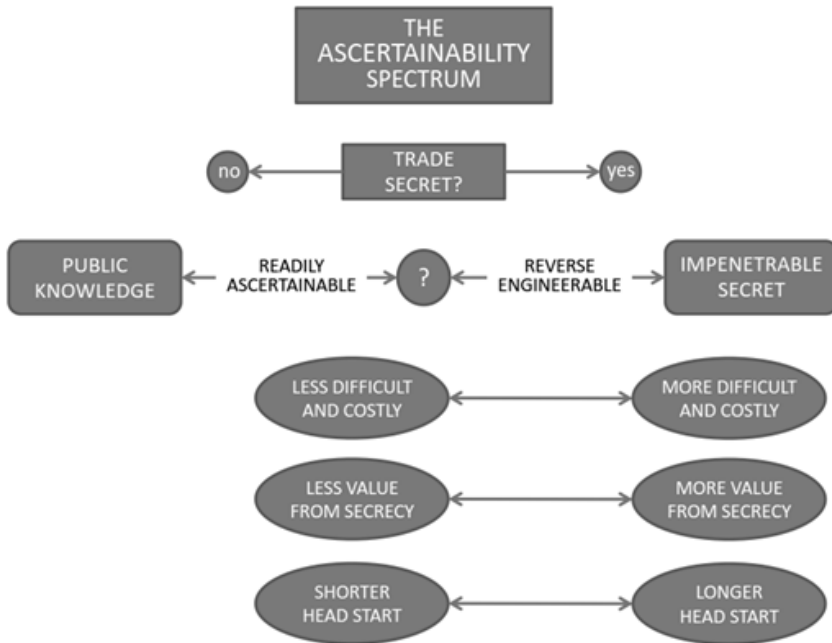 THE
ASCERTAINABILITY
SPECTRUM
no
TRADE
SECRET?
yes
PUBLIC
KNOWLEDGE
READILY
ASCERTAINABLE
?
REVERSE
ENGINEERABLE
IMPENETRABLE
SECRET
LESS DIFFICULT
AND COSTLY
MORE DIFFICULT
AND COSTLY
LESS VALUE
FROM SECRECY
MORE VALUE
FROM SECRECY
SHORTER
HEAD START
LONGER
HEAD START